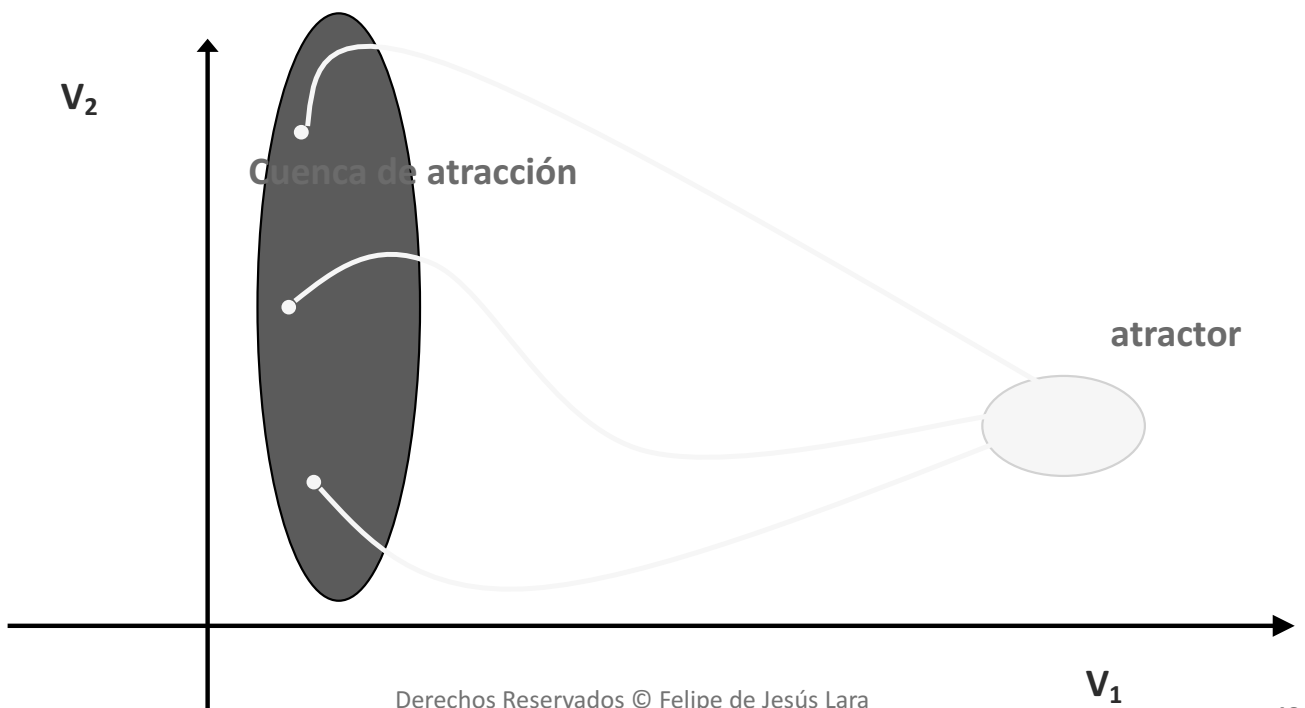 V₂
Cuenca de atracción
atractor
V₁
Derechos Reservados © Felipe de Jesús Lara